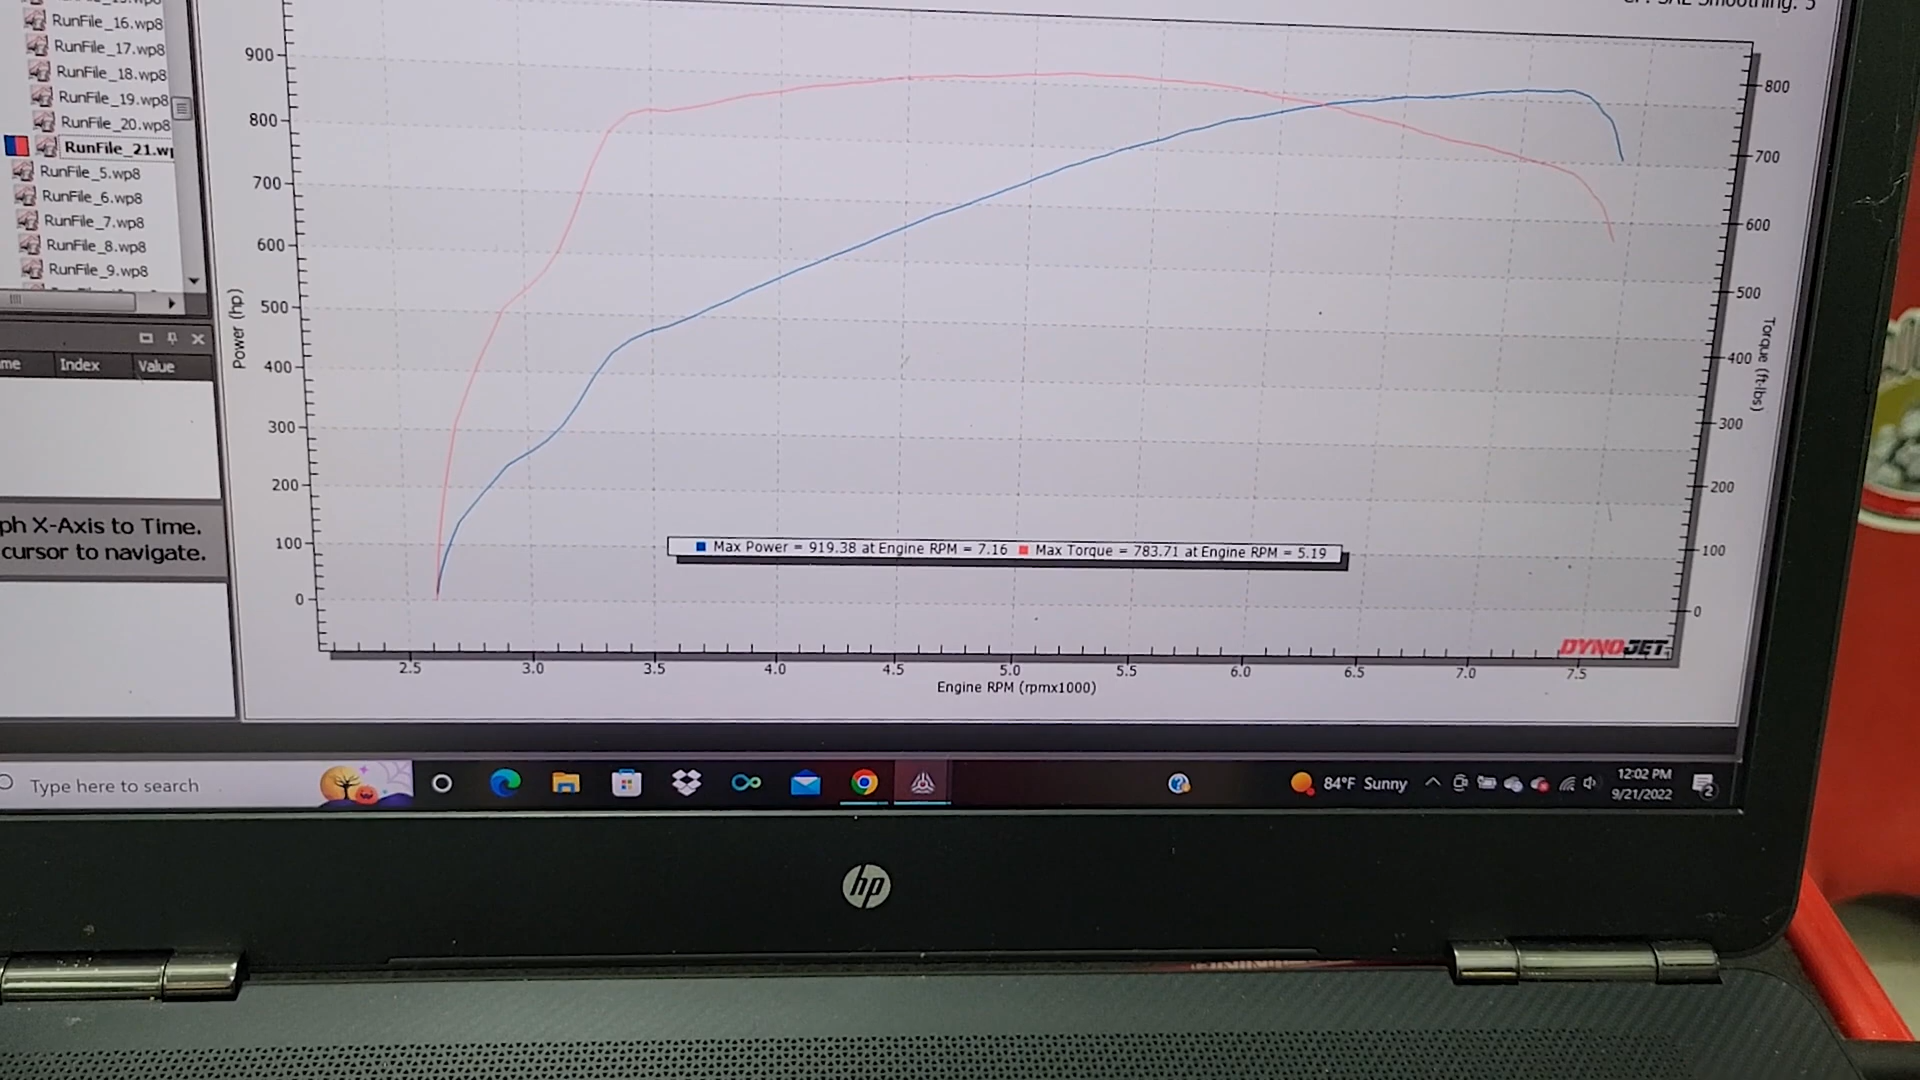 RunFile_16.wp8
RunFile_17.wp8
RunFile_18.wp8
RunFile_19.wp8
RunFile_20.wp8
RunFile_21.wp
RunFile_5.wp8
RunFile_6.wp8
RunFile_7.wp8
RunFile_8.wp8
RunFile_9.wp8
me Index Value
ph X-Axis to Time.
cursor to navigate.
Smoothing: 5
Power (hp)
900
800
700
600
500
400
300
200
100
0
Max Power = 919.38 at Engine RPM = 7.16 Max Torque = 783.71 at Engine RPM = 5.19
800
700
600
500
400
300
200
100
0
Torque (ft-lbs)
DYNOJET
2.5 3.0 3.5 4.0 4.5 5.0 5.5 6.0 6.5 7.0 7.5
Engine RPM (rpmx1000)
Type here to search
84°F Sunny
12:02 PM
9/21/2022
2
hp